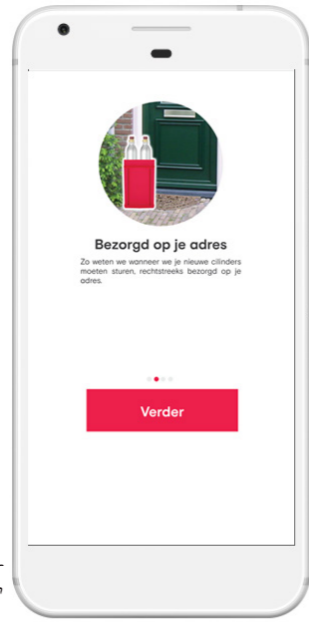 Bezorgd op je adres
Zo weten we wanneer we je nieuwe cilinders
moeten sturen, rechtstreeks bezorgd op je
adres.
Verder